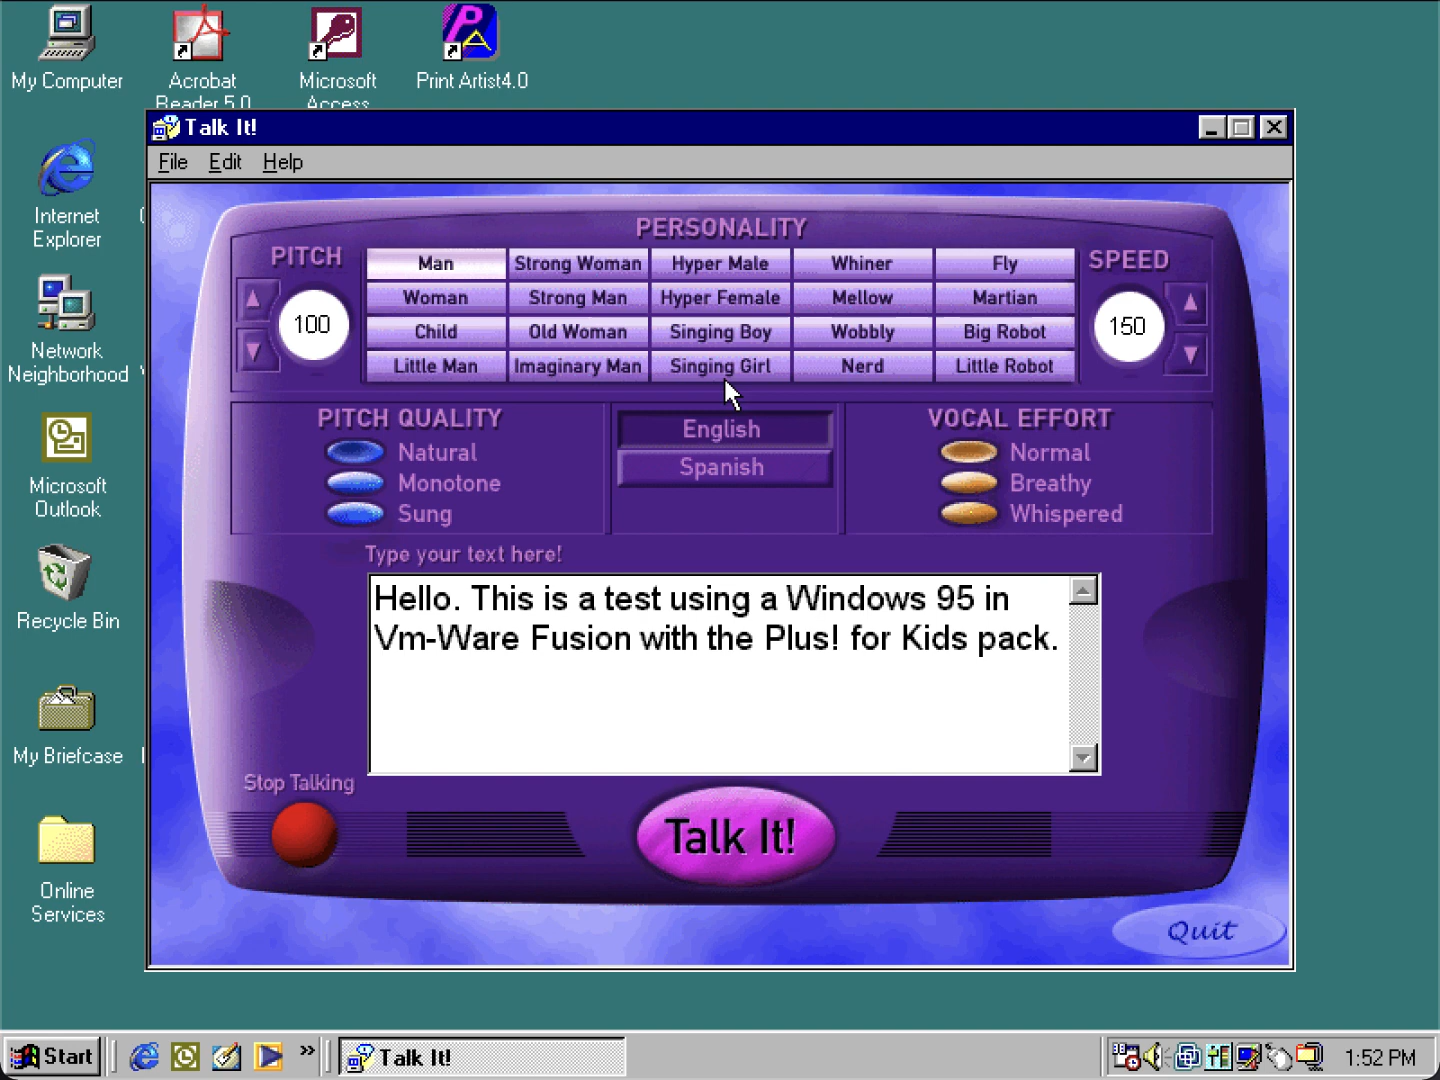 My Computer
Acrobat
Reader 5.0
Microsoft
Access
Print Artist4.0
Internet
Explorer
Network
Neighborhood
Microsoft
Outlook
Recycle Bin
My Briefcase
Online
Services
Talk It!
File Edit Help
PERSONALITY
PITCH
100
Man Strong Woman Hyper Male Whiner Fly
Woman Strong Man Hyper Female Mellow Martian
Child Old Woman Singing Boy Wobbly Big Robot
Little Man Imaginary Man Singing Girl Nerd Little Robot
SPEED
150
PITCH QUALITY
Natural
Monotone
Sung
English
Spanish
VOCAL EFFORT
Normal
Breathy
Whispered
Type your text here!
Hello. This is a test using a Windows 95 in
Vm-Ware Fusion with the Plus! for Kids pack.
Stop Talking
Talk It!
Quit
Start
Talk It!
1:52 PM